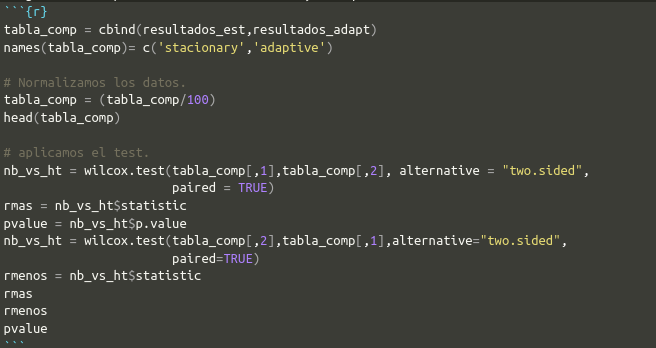 ```{r}
tabla_comp = cbind(resultados_est,resultados_adapt)
names(tabla_comp)= c('stacionary','adaptive')

# Normalizamos los datos.
tabla_comp = (tabla_comp/100)
head(tabla_comp)

# aplicamos el test.
nb_vs_ht = wilcox.test(tabla_comp[,1],tabla_comp[,2], alternative = "two.sided",
                       paired = TRUE)
rmas = nb_vs_ht$statistic
pvalue = nb_vs_ht$p.value
nb_vs_ht = wilcox.test(tabla_comp[,2],tabla_comp[,1],alternative="two.sided",
                       paired=TRUE)
rmenos = nb_vs_ht$statistic
rmas
rmenos
pvalue
```